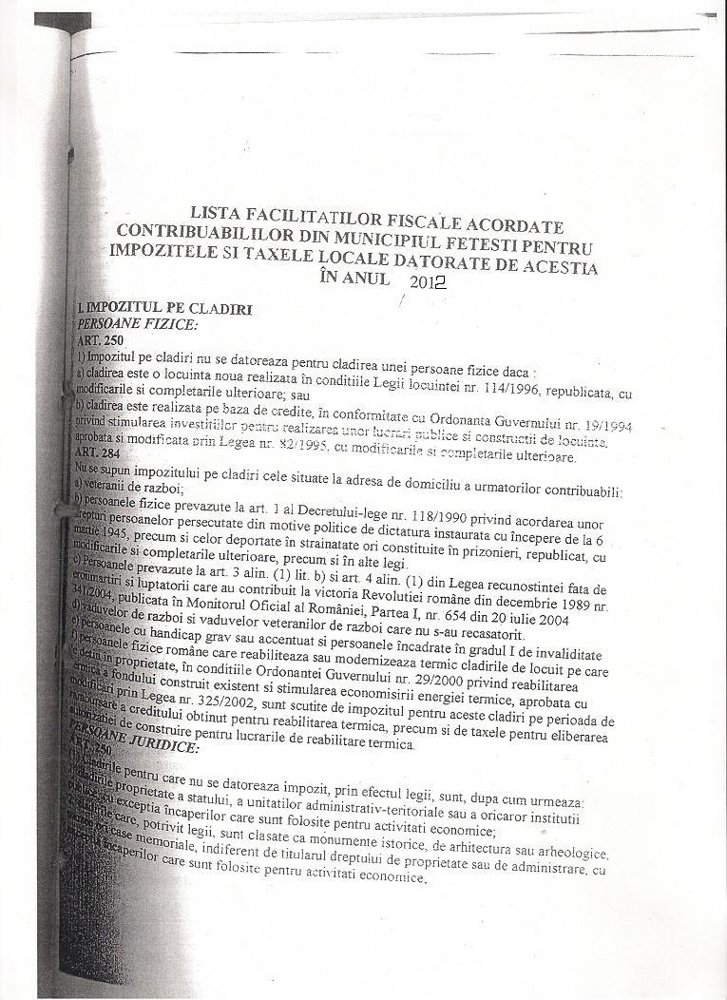 LISTA FACILITATILOR FISCALE ACORDATE
CONTRIBUABILILOR DIN MUNICIPIUL FETESTI PENTRU
IMPOZITELE SI TAXELE LOCALE DATORATE DE ACESTIA
ÎN ANUL 2012
I. IMPOZITUL PE CLADIRI
PERSOANE FIZICE:
ART. 250
1) Impozitul pe cladiri nu se datoreaza pentru cladirea unei persoane fizice daca :
a) cladirea este o locuinta noua realizata în conditiile Legii locuintei nr. 114/1996, republicata, cu
modificarile si completarile ulterioare; sau
b) cladirea este realizata pe baza de credite, în conformitate cu Ordonanta Guvernului nr. 19/1994
privind stimularea investitiilor pentru realizarea unor lucrari publice si constructii de locuinte,
aprobata si modificata prin Legea nr. 82/1995, cu modificarile si completarile ulterioare.
ART. 284
Nu se supun impozitului pe cladiri cele situate la adresa de domiciliu a urmatorilor contribuabili:
a) veteranii de razboi;
b) persoanele fizice prevazute la art. 1 al Decretului-lege nr. 118/1990 privind acordarea unor
drepturi persoanelor persecutate din motive politice de dictatura instaurata cu începere de la 6
martie 1945, precum si celor deportate în strainatate ori constituite în prizonieri, republicat, cu
modificarile si completarile ulterioare, precum si în alte legi.
c) Persoanele prevazute la art. 3 alin. (1) lit. b) si art. 4 alin. (1) din Legea recunostintei fata de
eroii martiri si luptatorii care au contribuit la victoria Revolutiei române din decembrie 1989 nr.
341/2004, publicata în Monitorul Oficial al României, Partea I, nr. 654 din 20 iulie 2004
d) vaduvelor de razboi si vaduvelor veteranilor de razboi care nu s-au recasatorit.
e) persoanele cu handicap grav sau accentuat si persoanele încadrate în gradul I de invaliditate
f) persoanele fizice române care reabiliteaza sau modernizeaza termic cladirile de locuit pe care
le detin în proprietate, în conditiile Ordonantei Guvernului nr. 29/2000 privind reabilitarea
termica a fondului construit existent si stimularea economisirii energiei termice, aprobata cu
modificari prin Legea nr. 325/2002, sunt scutite de impozitul pentru aceste cladiri pe perioada de
rambursare a creditului obtinut pentru reabilitarea termica, precum si de taxele pentru eliberarea
autorizatiei de construire pentru lucrarile de reabilitare termica.
PERSOANE JURIDICE:
ART. 250
(1) Cladirile pentru care nu se datoreaza impozit, prin efectul legii, sunt, dupa cum urmeaza:
cladirile proprietate a statului, a unitatilor administrativ-teritoriale sau a oricaror institutii
publice, cu exceptia încaperilor care sunt folosite pentru activitati economice;
cladirile care, potrivit legii, sunt clasate ca monumente istorice, de arhitectura sau arheologice,
case memoriale, indiferent de titularul dreptului de proprietate sau de administrare, cu
exceptia încaperilor care sunt folosite pentru activitati economice,